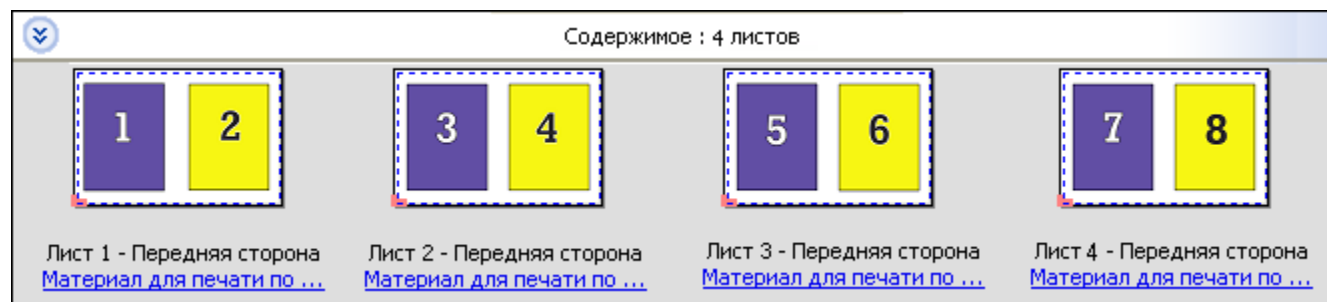 Содержимое : 4 листов
1 2
3 4
5 6
7 8
Лист 1 - Передняя сторона
Материал для печати по ...
Лист 2 - Передняя сторона
Материал для печати по ...
Лист 3 - Передняя сторона
Материал для печати по ...
Лист 4 - Передняя сторона
Материал для печати по ...